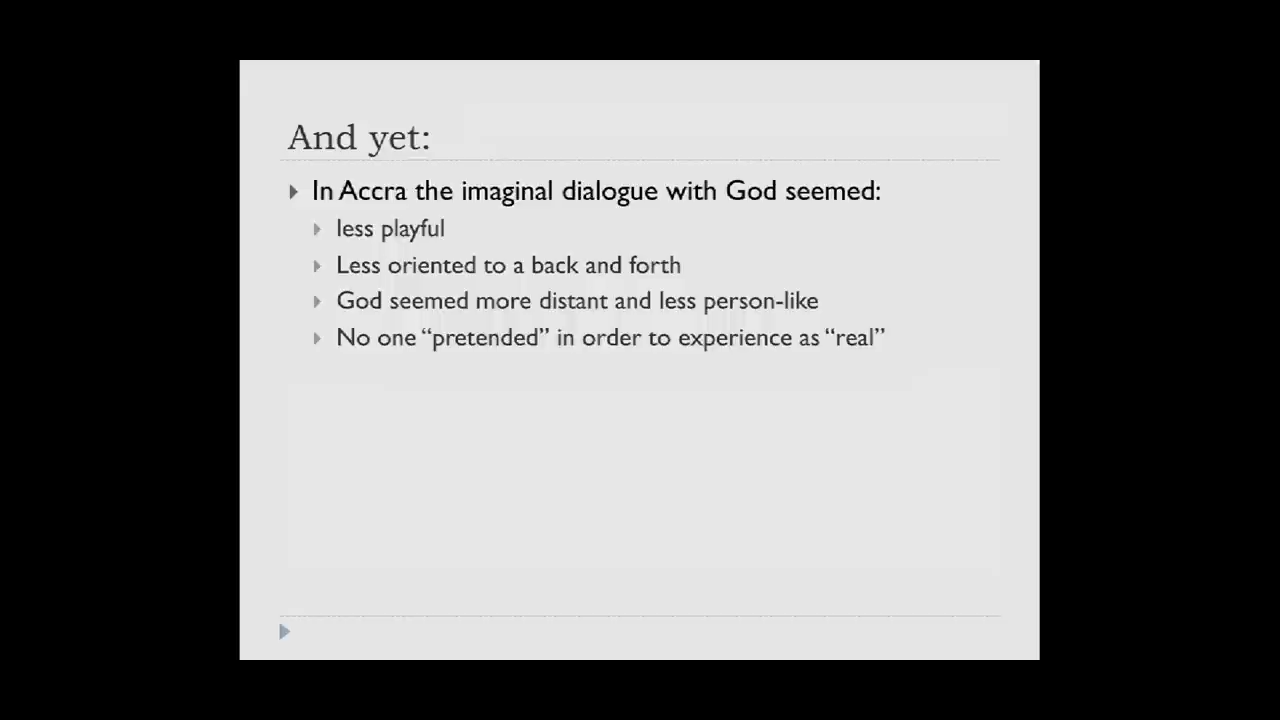 And yet:
In Accra the imaginal dialogue with God seemed:
less playful
Less oriented to a back and forth
God seemed more distant and less person-like
No one “pretended” in order to experience as “real”